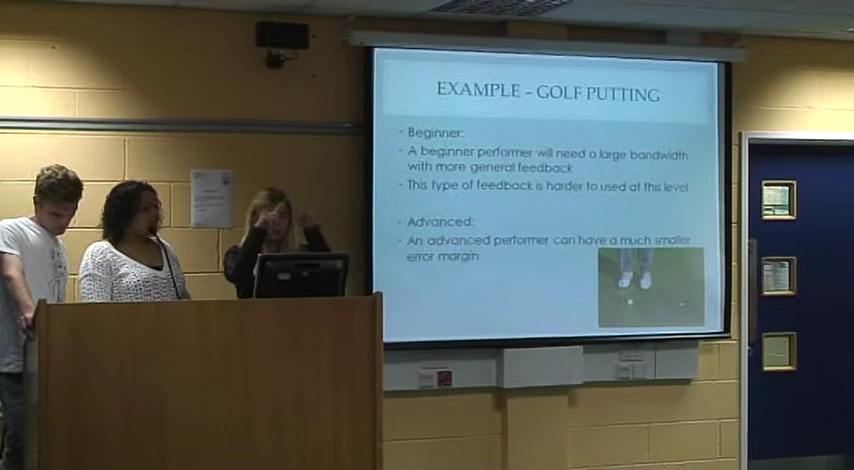 EXAMPLE – GOLF PUTTING
- Beginner:
- A beginner performer will need a large bandwidth
with more general feedback
- This type of feedback is harder to used at this level
- Advanced:
- An advanced performer can have a much smaller
error margin